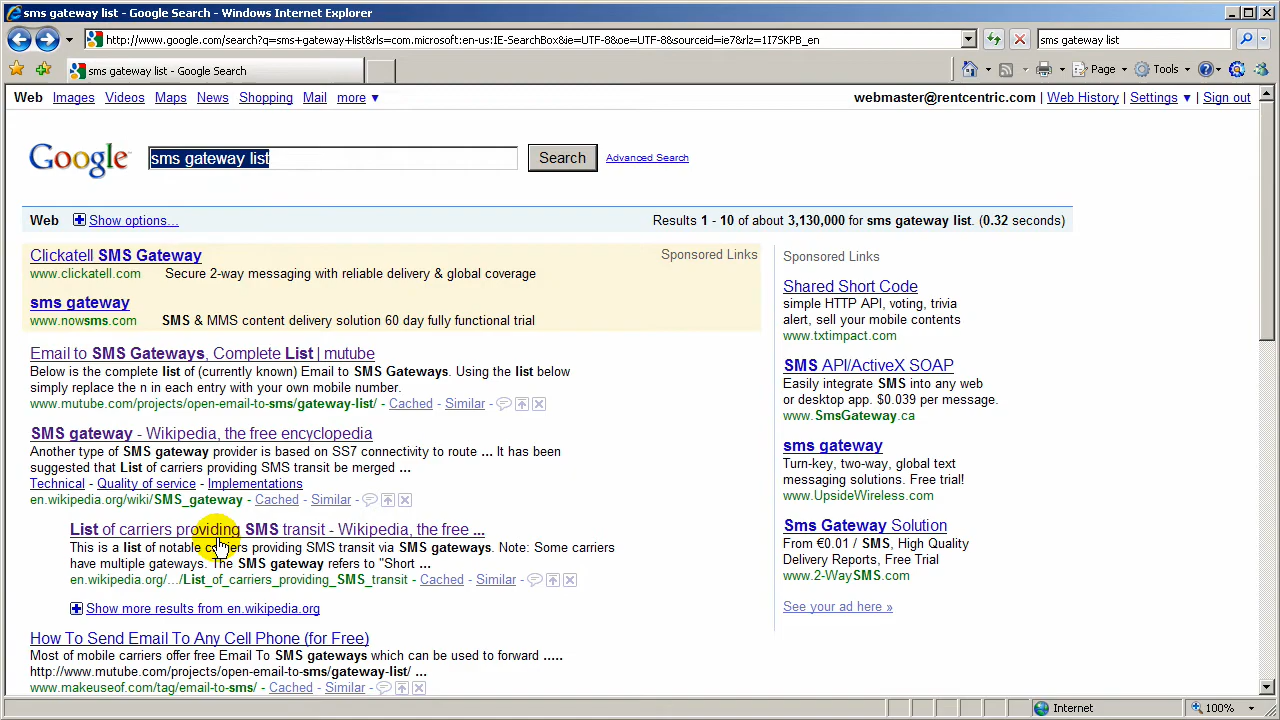 sms gateway list - Google Search - Windows Internet Explorer
http://www.google.com/search?q=sms+gateway+list&rls=com.microsoft:en-us:IE-SearchBox&ie=UTF-8&oe=UTF-8&sourceid=ie7&rlz=1I7SKPB_en
sms gateway list
sms gateway list - Google Search
Page
Tools
Web Images Videos Maps News Shopping Mail more ▼
webmaster@rentcentric.com | Web History | Settings ▼ | Sign out
Google
sms gateway list
Search
Advanced Search
Web
Show options...
Results 1 - 10 of about 3,130,000 for sms gateway list. (0.32 seconds)
Clickatell SMS Gateway
Sponsored Links
www.clickatell.com Secure 2-way messaging with reliable delivery & global coverage
sms gateway
www.nowsms.com SMS & MMS content delivery solution 60 day fully functional trial
Email to SMS Gateways, Complete List | mutube
Below is the complete list of (currently known) Email to SMS Gateways. Using the list below
simply replace the n in each entry with your own mobile number.
www.mutube.com/projects/open-email-to-sms/gateway-list/ - Cached - Similar -
SMS gateway - Wikipedia, the free encyclopedia
Another type of SMS gateway provider is based on SS7 connectivity to route ... It has been
suggested that List of carriers providing SMS transit be merged ...
Technical - Quality of service - Implementations
en.wikipedia.org/wiki/SMS_gateway - Cached - Similar -
List of carriers providing SMS transit - Wikipedia, the free ...
This is a list of notable carriers providing SMS transit via SMS gateways. Note: Some carriers
have multiple gateways. The SMS gateway refers to "Short ...
en.wikipedia.org/.../List_of_carriers_providing_SMS_transit - Cached - Similar -
Show more results from en.wikipedia.org
How To Send Email To Any Cell Phone (for Free)
Most of mobile carriers offer free Email To SMS gateways which can be used to forward .....
http://www.mutube.com/projects/open-email-to-sms/gateway-list/ ...
www.makeuseof.com/tag/email-to-sms/ - Cached - Similar -
Sponsored Links
Shared Short Code
simple HTTP API, voting, trivia
alert, sell your mobile contents
www.txtimpact.com
SMS API/ActiveX SOAP
Easily integrate SMS into any web
or desktop app. $0.039 per message.
www.SmsGateway.ca
sms gateway
Turn-key, two-way, global text
messaging solutions. Free trial!
www.UpsideWireless.com
Sms Gateway Solution
From €0.01 / SMS, High Quality
Delivery Reports, Free Trial
www.2-WaySMS.com
See your ad here »
Internet
100%